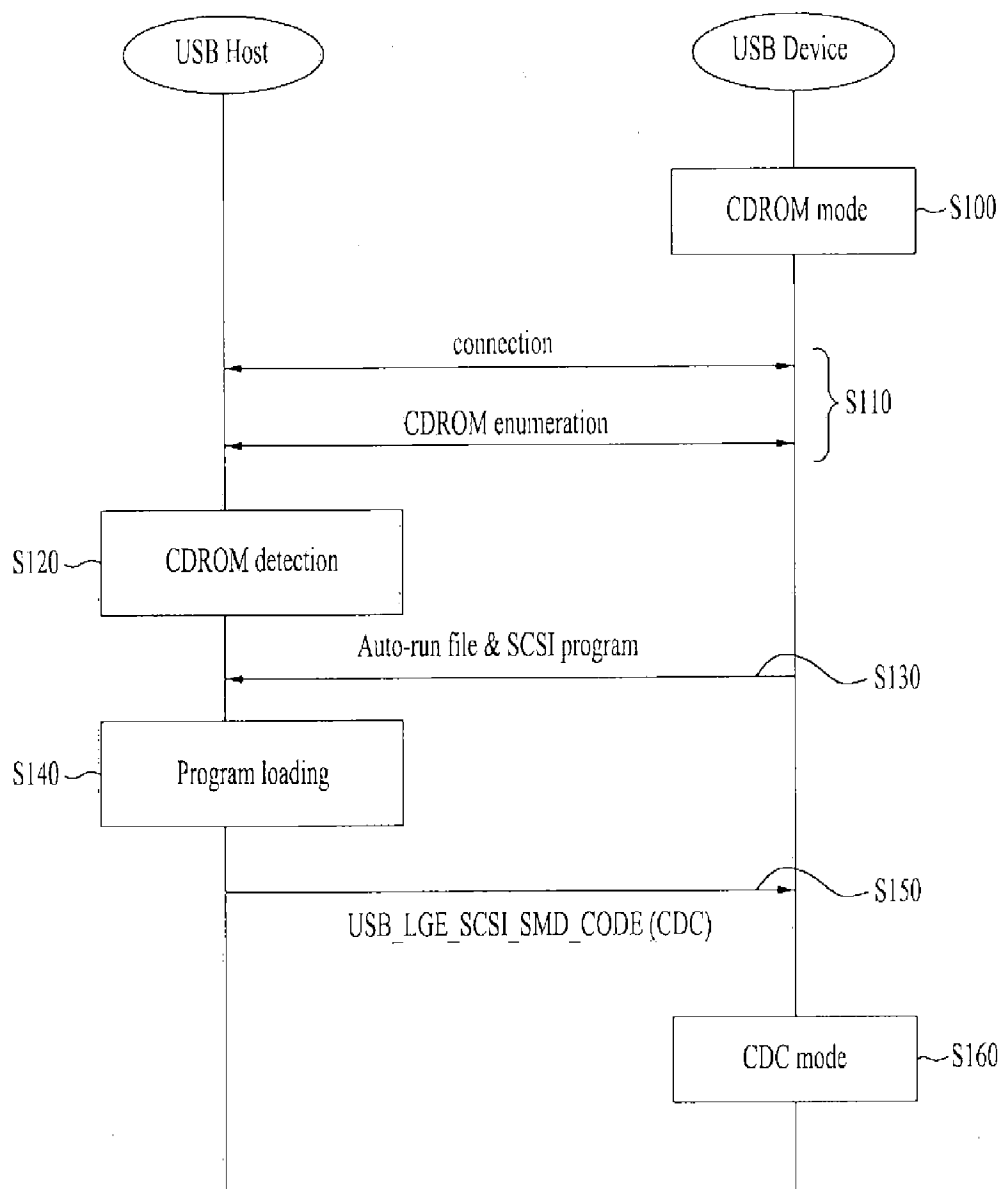 USB Host
USB Device
CDROM mode
S100
connection
CDROM enumeration
S110
S120
CDROM detection
Auto-run file & SCSI program
S130
S140
Program loading
S150
USB_LGE_SCSI_SMD_CODE (CDC)
CDC mode
S160